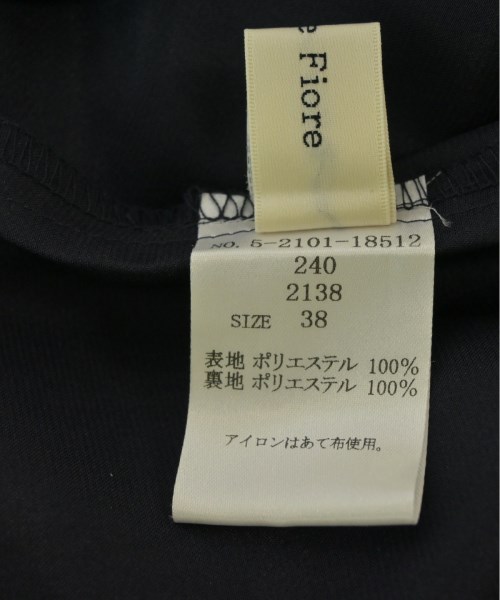 e Fiore
NO. 5-2101-18512
240
2138
SIZE 38
表地 ポリエステル 100%
裏地 ポリエステル 100%
アイロンはあて布使用。